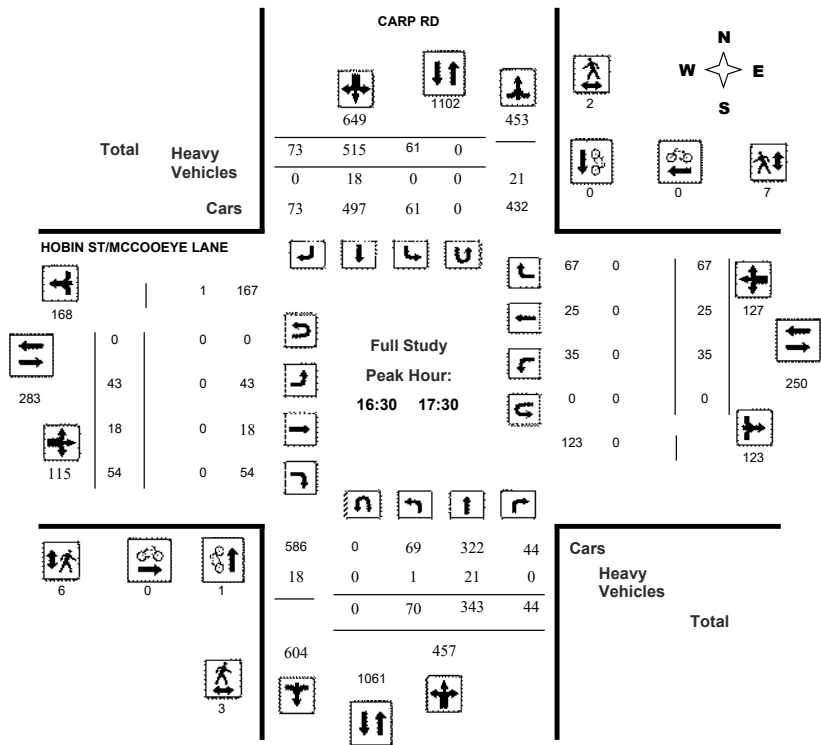 CARP RD
N
W E
S
1102
2
649 453
Total Heavy Vehicles 73 515 61 0
0 18 0 0 21
Cars 73 497 61 0 432
0 0 7
HOBIN ST/MCCOOEYE LANE
168 1 167
67 0 67
127
25 0 25
0 0 0
283
Full Study
Peak Hour:
16:30 17:30
35 0 35
250
43 0 43
0 0 0
18 0 18
123 0 123
115 54 0 54
586 0 69 322 44 Cars
18 0 1 21 0 Heavy Vehicles
0 70 343 44 Total
6 0 1
604 457
1061
3